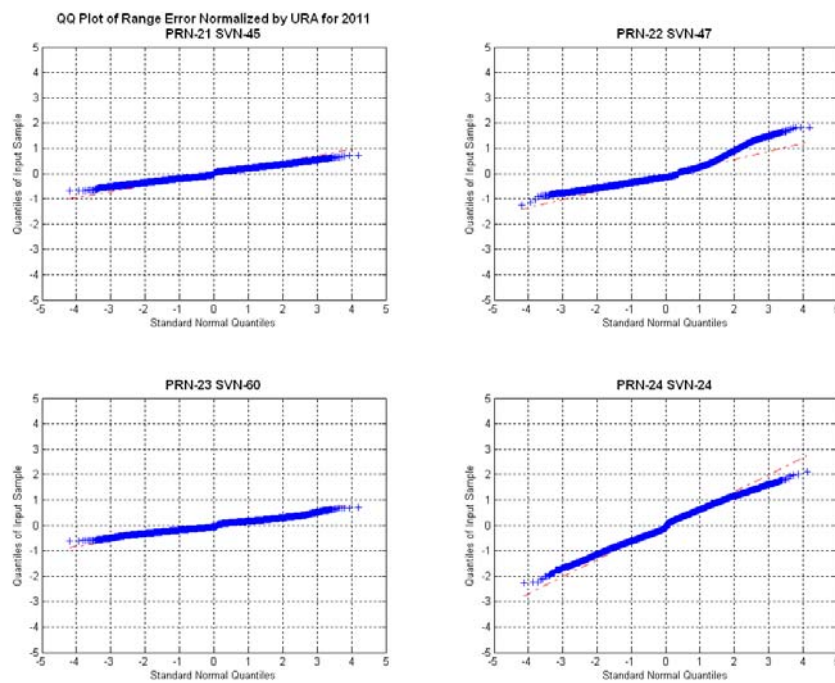 QQ Plot of Range Error Normalized by URA for 2011
PRN-21 SVN-45
5
4
3
2
1
0
-1
-2
-3
-4
-5
Quantiles of Input Sample
-5 -4 -3 -2 -1 0 1 2 3 4 5
Standard Normal Quantiles
PRN-22 SVN-47
5
4
3
2
1
0
-1
-2
-3
-4
-5
Quantiles of Input Sample
-5 -4 -3 -2 -1 0 1 2 3 4 5
Standard Normal Quantiles
PRN-23 SVN-60
5
4
3
2
1
0
-1
-2
-3
-4
-5
Quantiles of Input Sample
-5 -4 -3 -2 -1 0 1 2 3 4 5
Standard Normal Quantiles
PRN-24 SVN-24
5
4
3
2
1
0
-1
-2
-3
-4
-5
Quantiles of Input Sample
-5 -4 -3 -2 -1 0 1 2 3 4 5
Standard Normal Quantiles